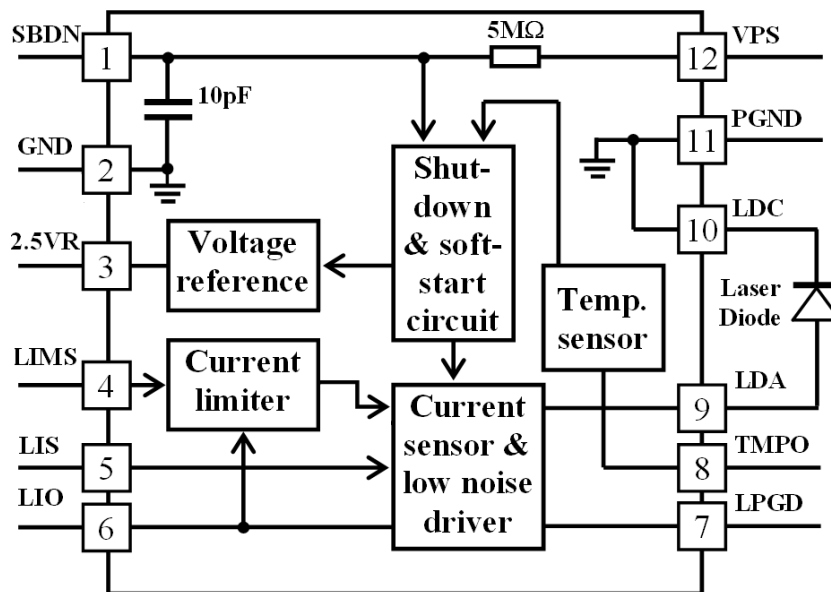 SBDN
1
5MΩ
12
VPS
10pF
GND
2
11
PGND
Shut-
down
& soft-
start
circuit
10
LDC
2.5VR
3
Voltage
reference
Temp.
sensor
Laser
Diode
LIMS
4
Current
limiter
Current
sensor &
low noise
driver
9
LDA
LIS
5
8
TMPO
LIO
6
7
LPGD